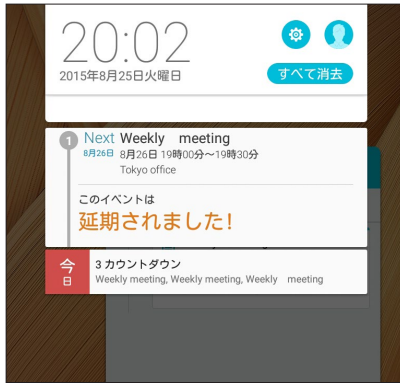 20:02
2015年8月25日火曜日
すべて消去
1 Next Weekly meeting
8月26日 8月26日 19時00分～19時30分
Tokyo office
このイベントは
延期されました!
今日
3 カウントダウン
Weekly meeting, Weekly meeting, Weekly meeting